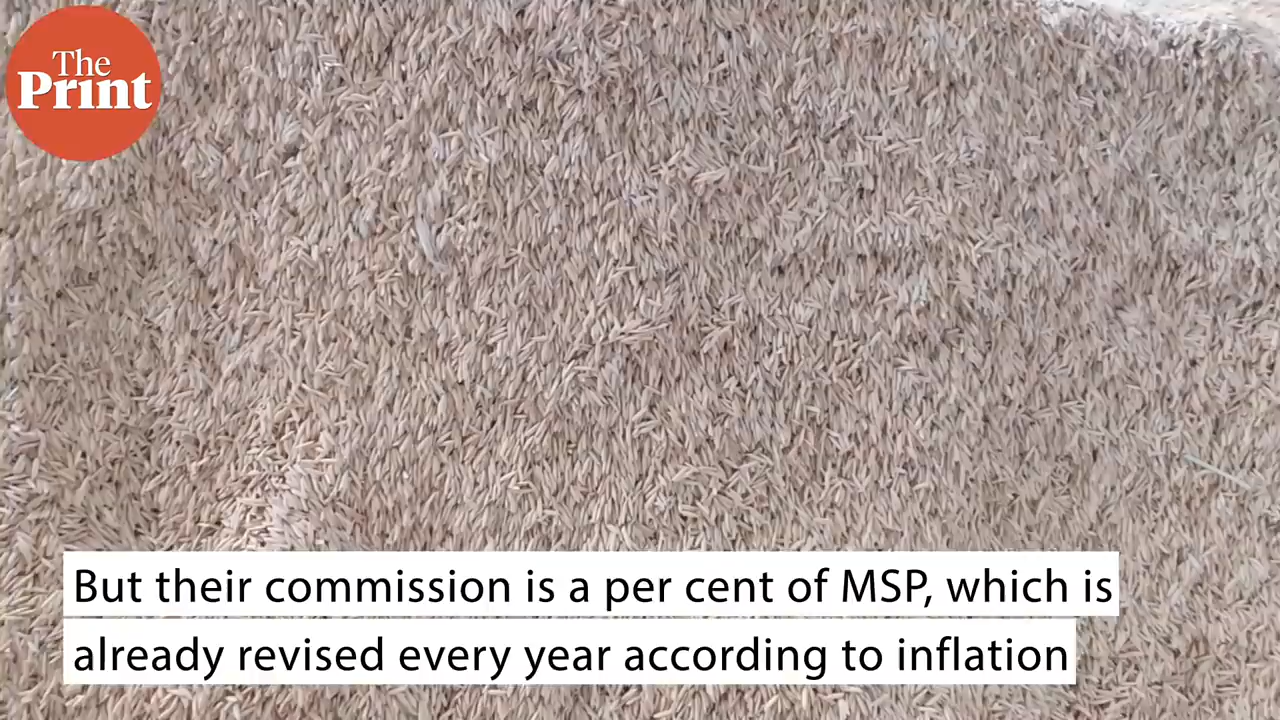 The
Print
But their commission is a per cent of MSP, which is
already revised every year according to inflation